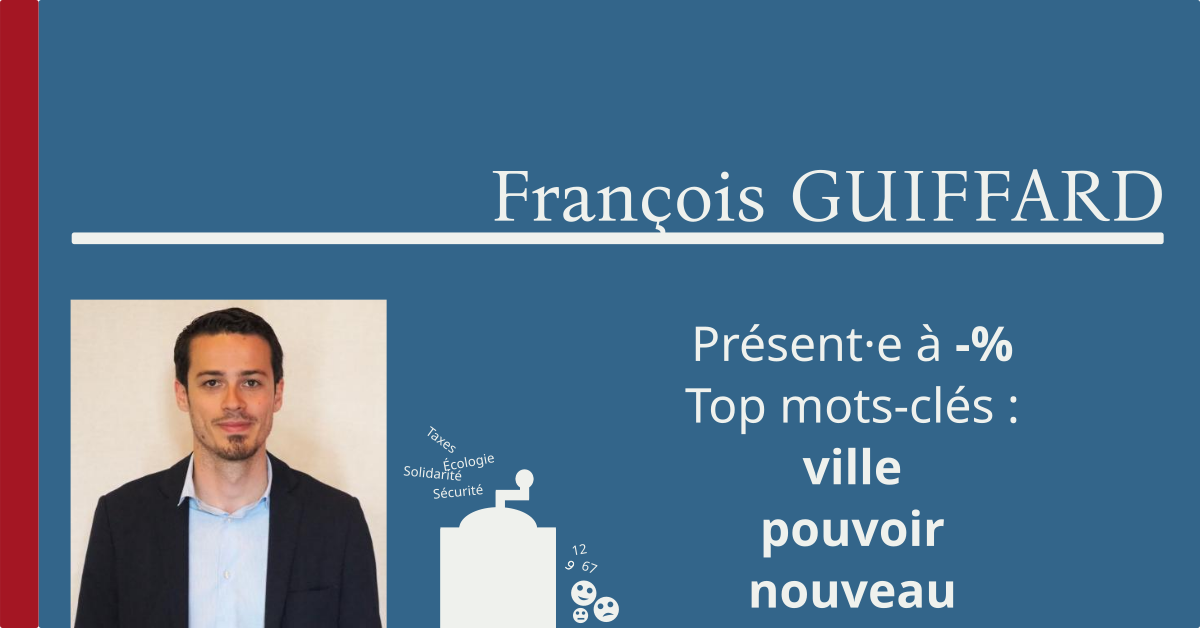 François GUIFFARD
Présent·e à -%
Top mots-clés :
ville
pouvoir
nouveau
Taxes
Écologie
Solidarité
Sécurité
12
9 67